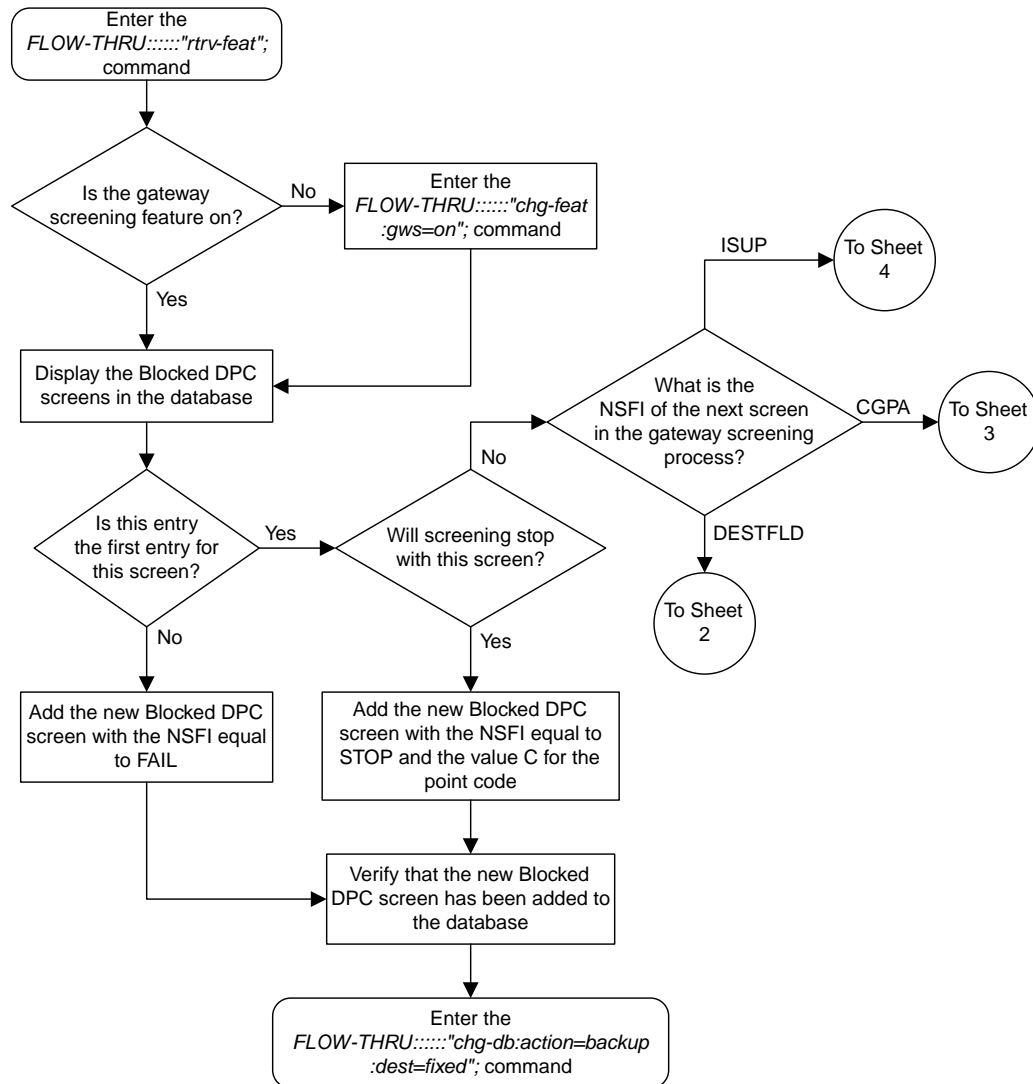 Enter the
FLOW-THRU::::::"rtrv-feat";
command
Is the gateway
screening feature on?
No
Enter the
FLOW-THRU::::::"chg-feat
:gws=on"; command
Yes
Display the Blocked DPC
screens in the database
ISUP
To Sheet
4
What is the
NSFI of the next screen
in the gateway screening
process?
CGPA
To Sheet
3
DESTFLD
To Sheet
2
Is this entry
the first entry for
this screen?
Yes
Will screening stop
with this screen?
No
No
Yes
Add the new Blocked DPC
screen with the NSFI equal
to FAIL
Add the new Blocked DPC
screen with the NSFI equal to
STOP and the value C for the
point code
Verify that the new Blocked
DPC screen has been added to
the database
Enter the
FLOW-THRU::::::"chg-db:action=backup
:dest=fixed"; command